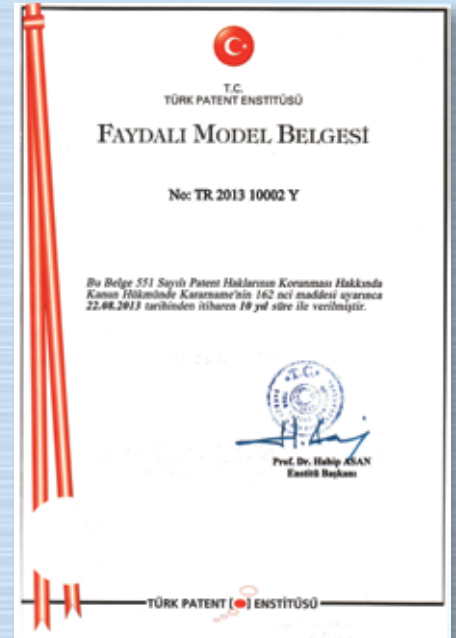 T.C.
TÜRK PATENT ENSTİTÜSÜ
FAYDALI MODEL BELGESİ
No: TR 2013 10002 Y
Bu Belge 551 Sayılı Patent Haklarının Korunması Hakkında
Kanun Hükmünde Kararname'nin 162 nci maddesi uyarınca
22.08.2013 tarihinden itibaren 10 yıl süre ile verilmiştir.
T.C.
Prof. Dr. Habip ASAN
Enstitü Başkanı
TÜRK PATENT ENSTİTÜSÜ